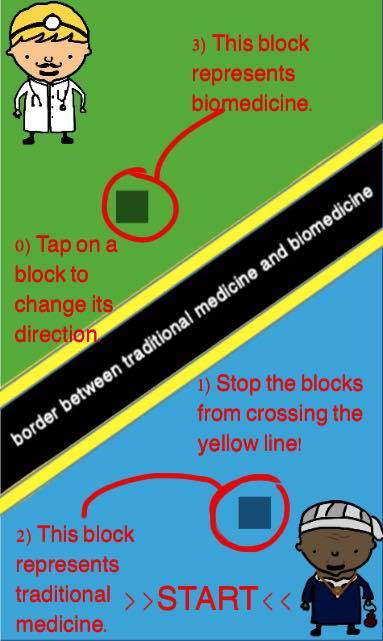 3) This block
represents
biomedicine.
0) Tap on a
block to
change its
direction.
border between traditional medicine and biomedicine
1) Stop the blocks
from crossing the
yellow line!
2) This block
represents
traditional
medicine.
>>START<<